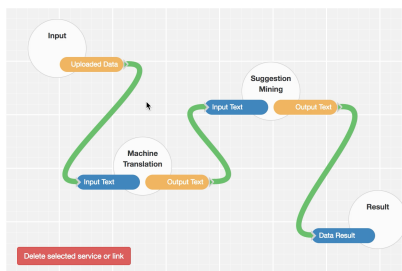 Input
Uploaded Data
Suggestion
Mining
Input Text
Output Text
Machine
Translation
Input Text
Output Text
Result
Data Result
Delete selected service or link